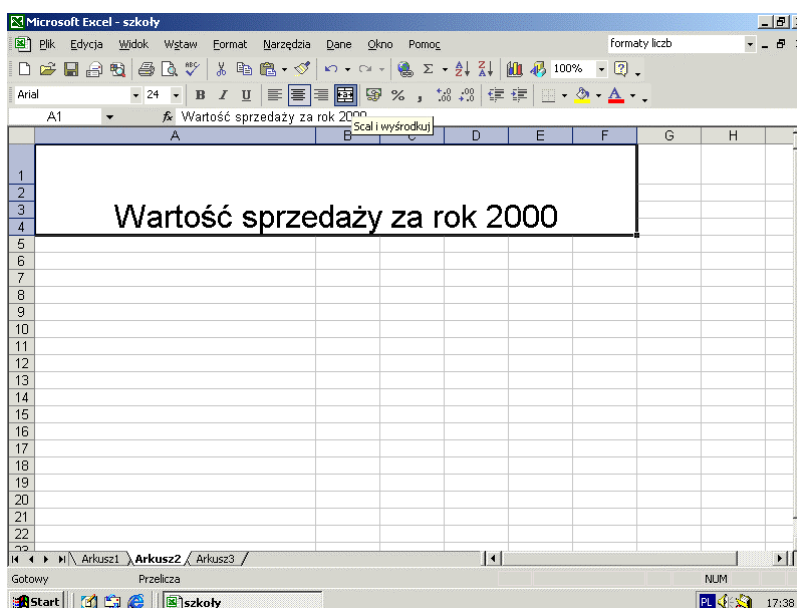 Microsoft Excel - szkoły
Plik Edycja Widok Wstaw Format Narzędzia Dane Okno Pomoc formaty liczb
100%
Arial 24 B I U % ,
A1 fx Wartość sprzedaży za rok 2000
Scal i wyśrodkuj
A B C D E F G H
1
2
3
4
Wartość sprzedaży za rok 2000
5
6
7
8
9
10
11
12
13
14
15
16
17
18
19
20
21
22
23
Arkusz1 Arkusz2 Arkusz3
Gotowy Przelicza NUM
Start szkoły PL 17:38